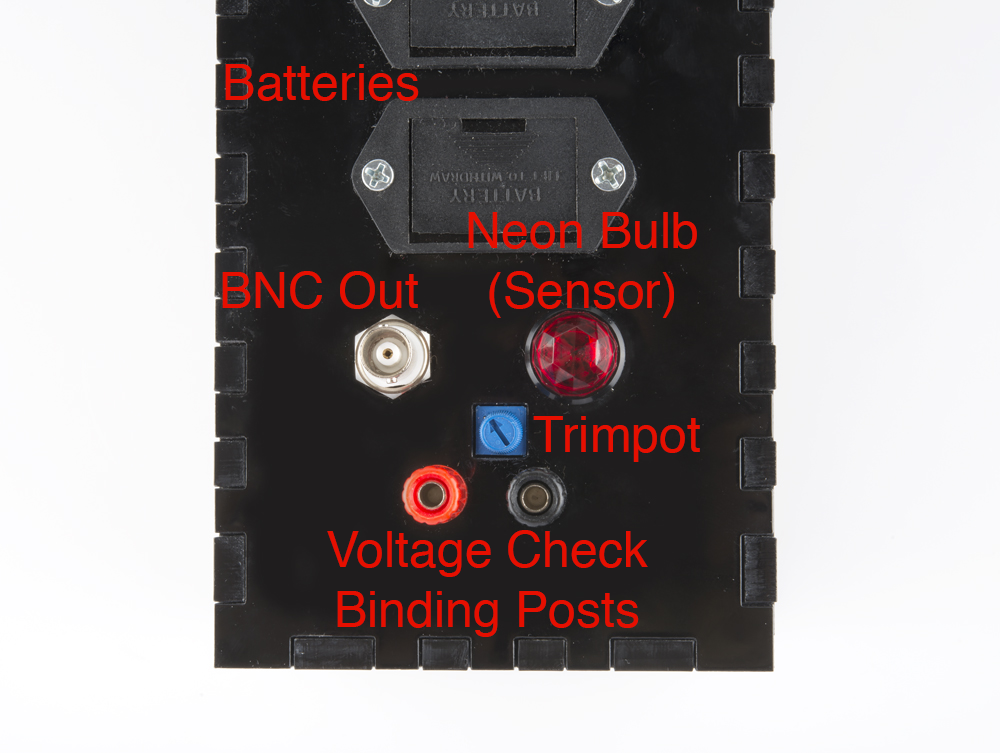 BATTERY
Batteries
LIFT TO WITHDRAW
BATTERY
Neon Bulb
BNC Out
(Sensor)
Trimpot
Voltage Check
Binding Posts